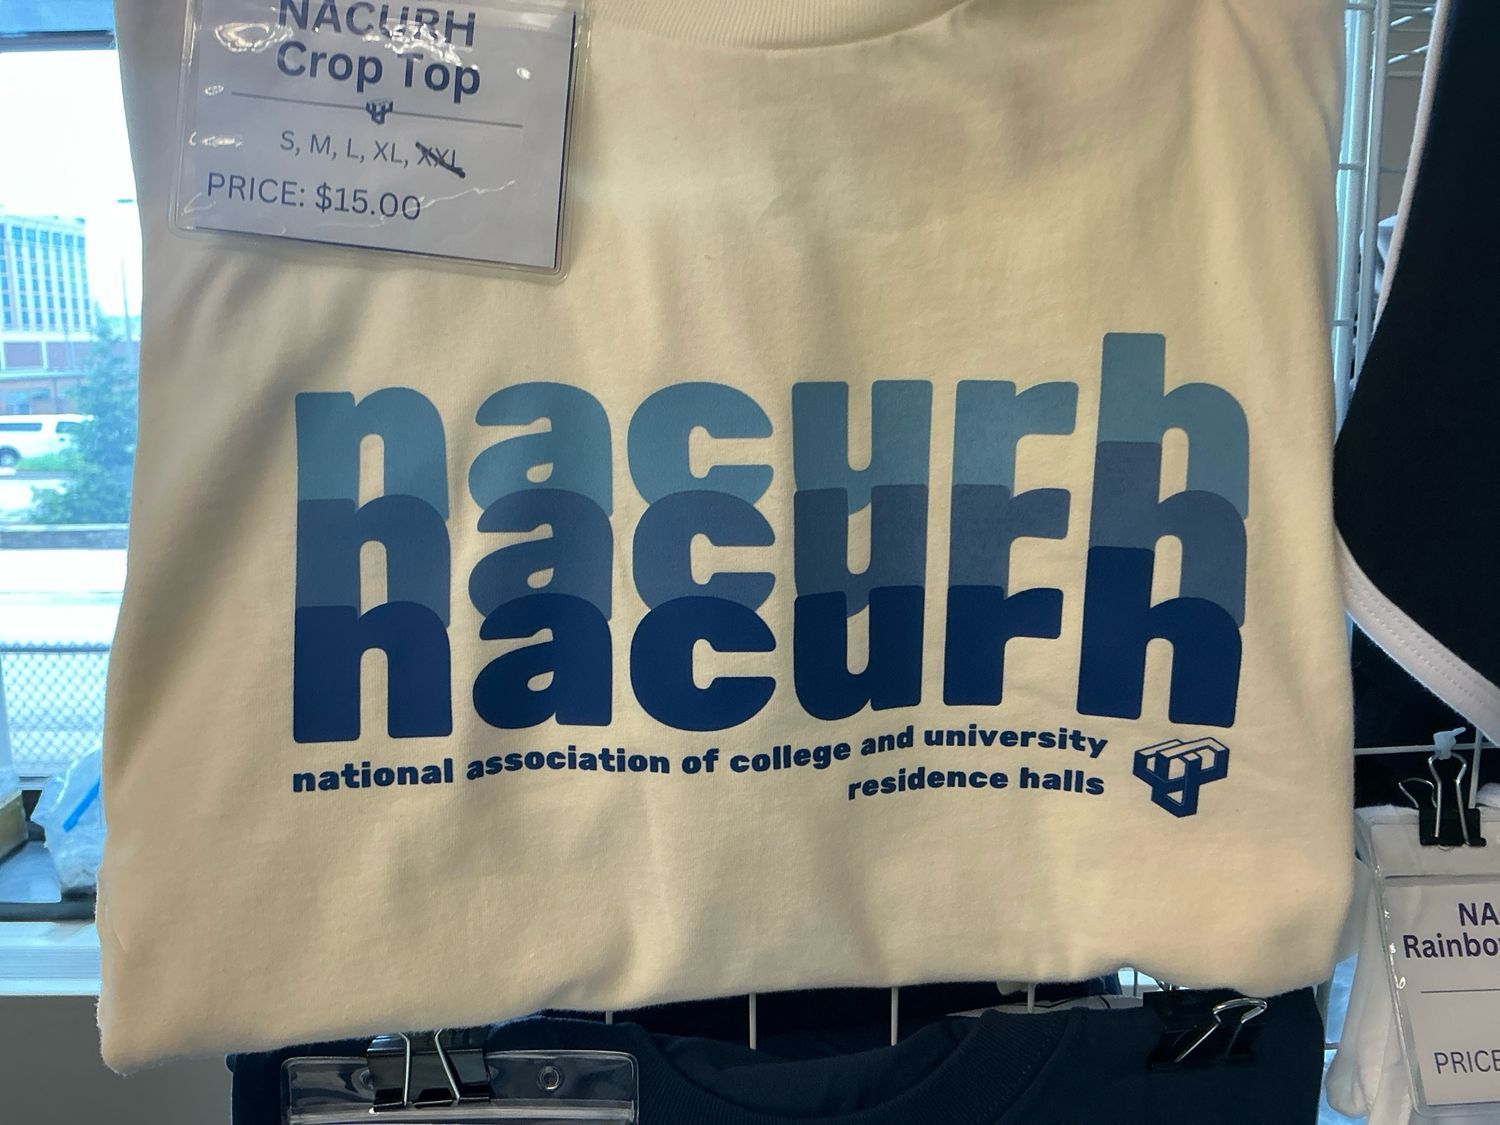 NACURH
Crop Top
S, M, L, XL, XXL
PRICE: $15.00
nacurh
nacurh
nacurh
national association of college and university
residence halls
NA
Rainbo
PRICE